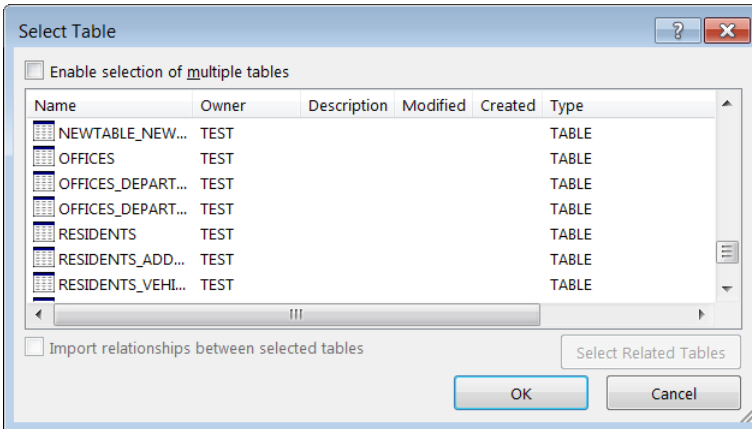 Select Table
Enable selection of multiple tables
Name Owner Description Modified Created Type
NEWTABLE_NEW... TEST TABLE
OFFICES TEST TABLE
OFFICES_DEPART... TEST TABLE
OFFICES_DEPART... TEST TABLE
RESIDENTS TEST TABLE
RESIDENTS_ADD... TEST TABLE
RESIDENTS_VEHI... TEST TABLE
Import relationships between selected tables
Select Related Tables
OK Cancel